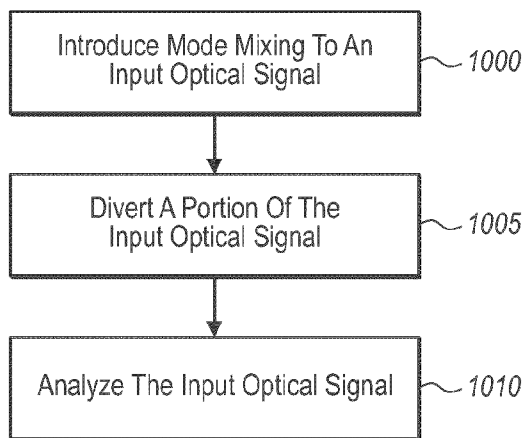 Introduce Mode Mixing To An
Input Optical Signal
1000
Divert A Portion Of The
Input Optical Signal
1005
Analyze The Input Optical Signal
1010